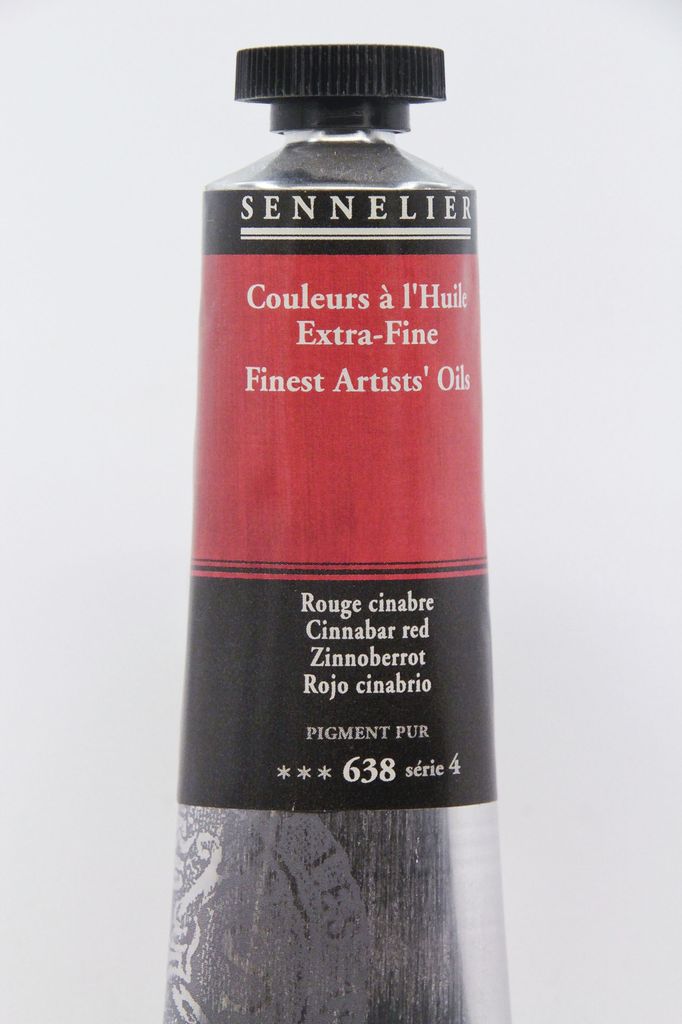 SENNELIER
Couleurs à l'Huile
Extra-Fine
Finest Artists' Oils
Rouge cinabre
Cinnabar red
Zinnoberrot
Rojo cinabrio
PIGMENT PUR
*** 638 série 4